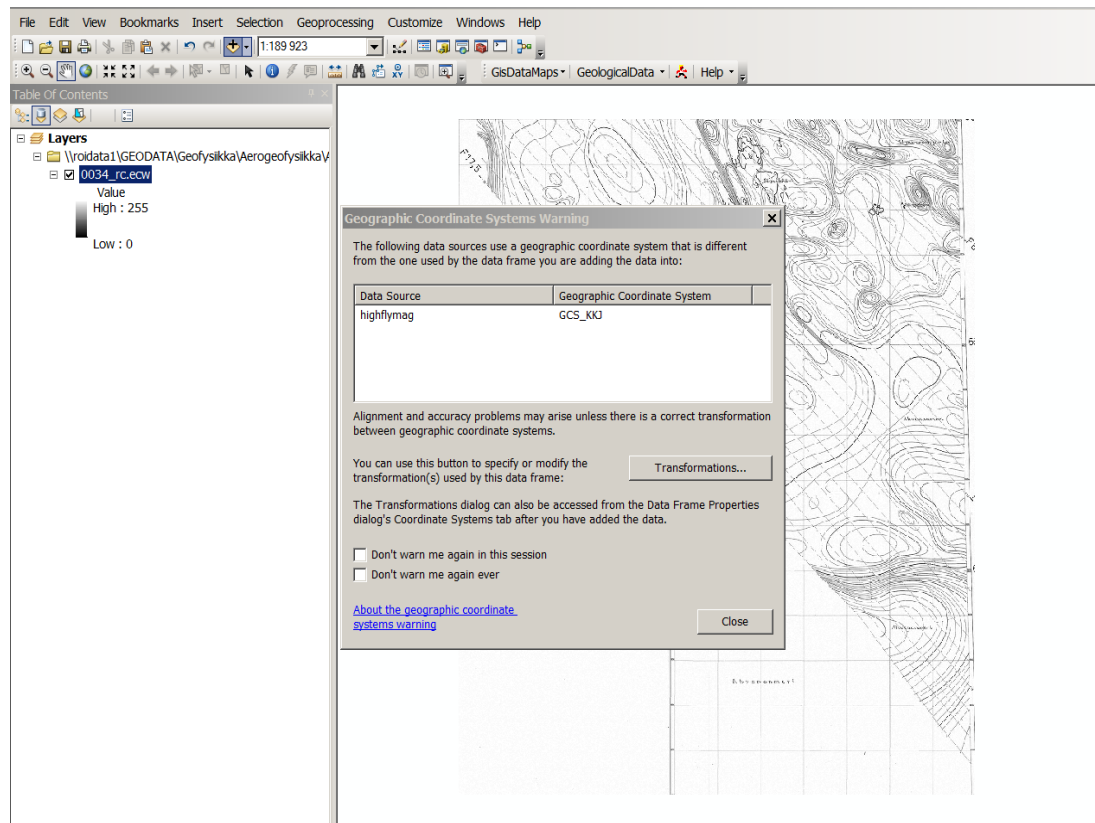 File Edit View Bookmarks Insert Selection Geoprocessing Customize Windows Help
1:189 923
GisDataMaps GeologicalData Help
Table Of Contents
Layers
\\roidata1\GEODATA\Geofysikka\Aerogeofysikka\
0034_rc.ecw
Value
High : 255
Low : 0
F17,5
Geographic Coordinate Systems Warning
The following data sources use a geographic coordinate system that is different
from the one used by the data frame you are adding the data into:
Data Source Geographic Coordinate System
highflymag GCS_KKJ
Alignment and accuracy problems may arise unless there is a correct transformation
between geographic coordinate systems.
You can use this button to specify or modify the
transformation(s) used by this data frame:
Transformations...
The Transformations dialog can also be accessed from the Data Frame Properties
dialog's Coordinate Systems tab after you have added the data.
Don't warn me again in this session
Don't warn me again ever
About the geographic coordinate
systems warning
Close